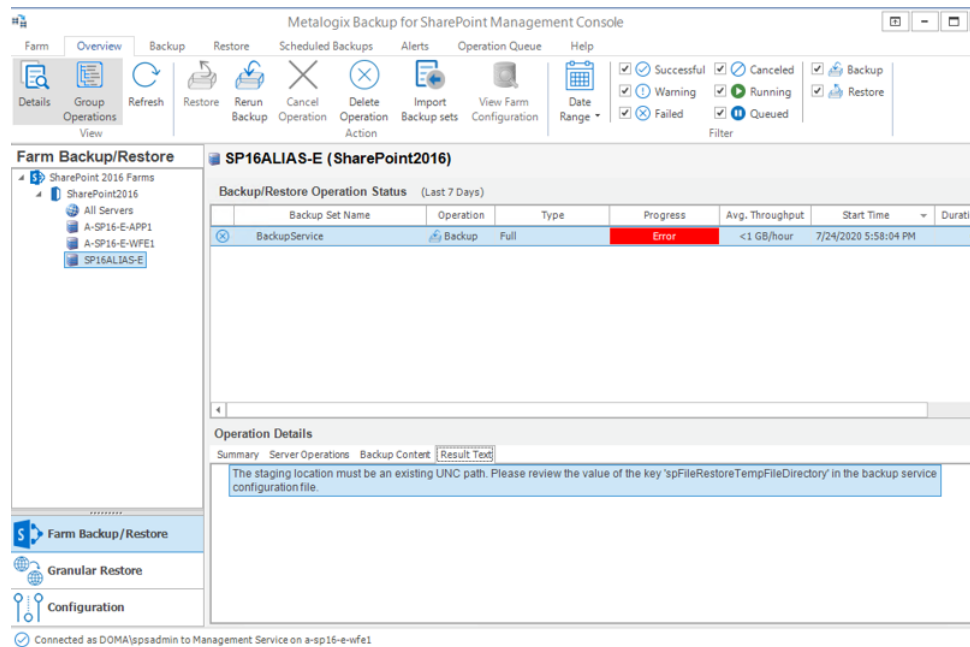 Metalogix Backup for SharePoint Management Console
Farm Overview Backup Restore Scheduled Backups Alerts Operation Queue Help
Details Group Operations Refresh Restore Rerun Backup Cancel Operation Delete Operation Import Backup sets View Farm Configuration Date Range
Successful Canceled Backup
Warning Running Restore
Failed Queued
View Action Filter
Farm Backup/Restore
SharePoint 2016 Farms
SharePoint2016
All Servers
A-SP16-E-APP1
A-SP16-E-WFE1
SP16ALIAS-E
SP16ALIAS-E (SharePoint2016)
Backup/Restore Operation Status (Last 7 Days)
Backup Set Name Operation Type Progress Avg. Throughput Start Time Durati
BackupService Backup Full Error <1 GB/hour 7/24/2020 5:58:04 PM
Operation Details
Summary Server Operations Backup Content Result Text
The staging location must be an existing UNC path. Please review the value of the key 'spFileRestoreTempFileDirectory' in the backup service
configuration file.
Farm Backup/Restore
Granular Restore
Configuration
Connected as DOMA\spsadmin to Management Service on a-sp16-e-wfe1